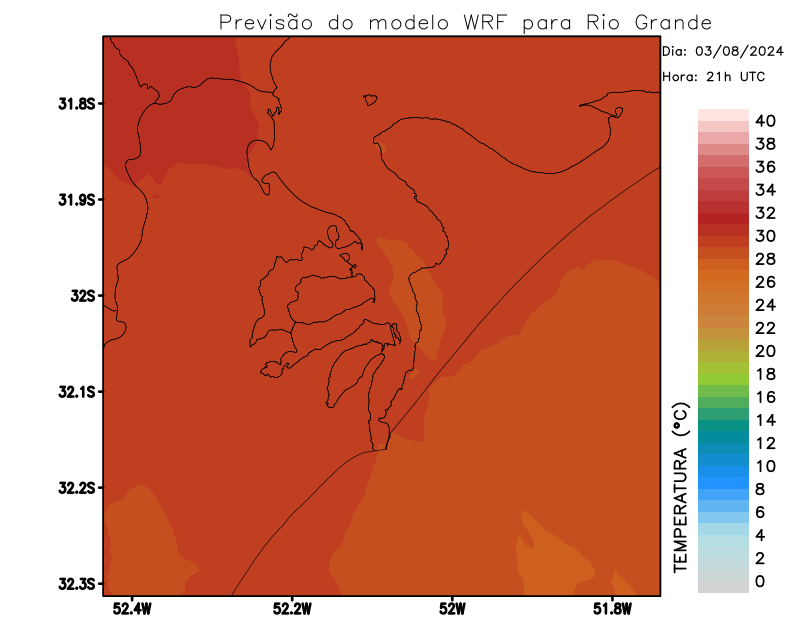 Previsão do modelo WRF para Rio Grande
Dia: 03/08/2024
Hora: 21h UTC
31.8S
31.9S
32S
32.1S
32.2S
32.3S
52.4W
52.2W
52W
51.8W
40
38
36
34
32
30
28
26
24
22
20
18
16
14
12
10
8
6
4
2
0
TEMPERATURA (°C)